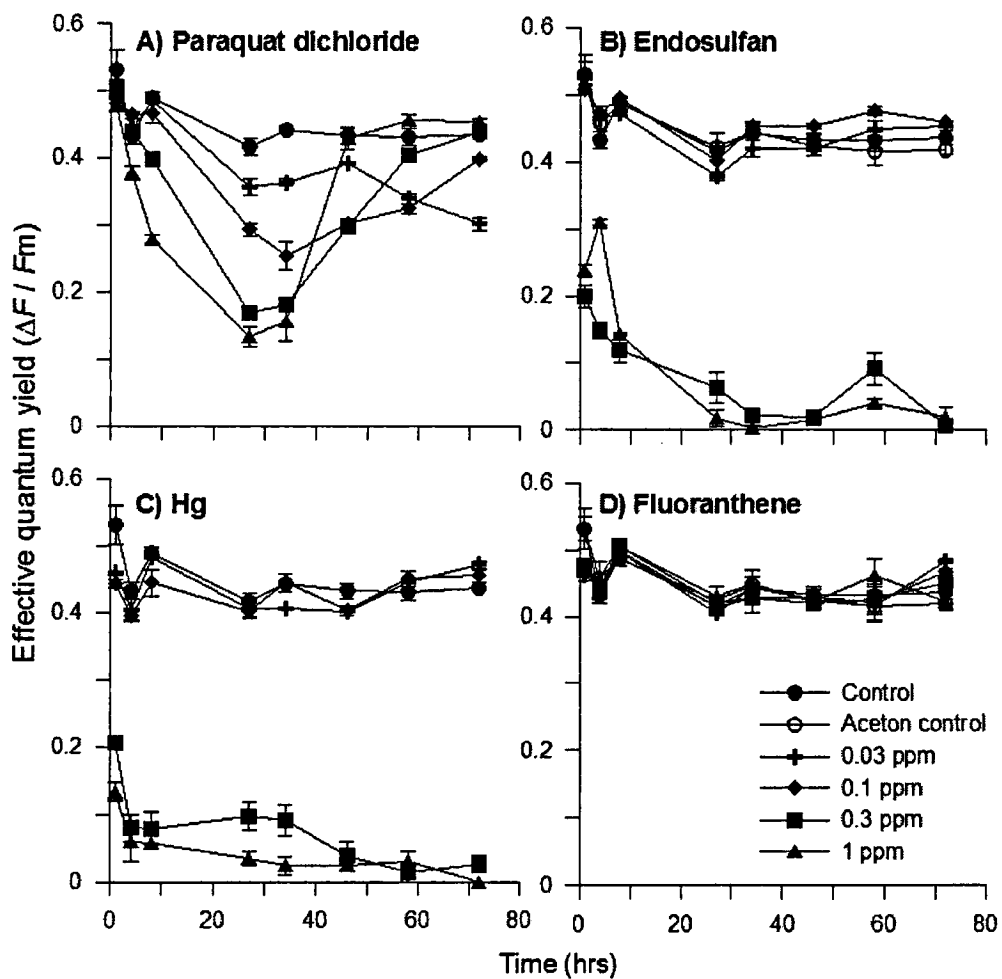 Effective quantum yield (ΔF / Fm)
A) Paraquat dichloride
0.6
0.4
0.2
0
B) Endosulfan
0.6
0.4
0.2
0
C) Hg
0.6
0.4
0.2
0
0 20 40 60 80
D) Fluoranthene
0.6
0.4
0.2
0
0 20 40 60 80
Control
Aceton control
0.03 ppm
0.1 ppm
0.3 ppm
1 ppm
Time (hrs)